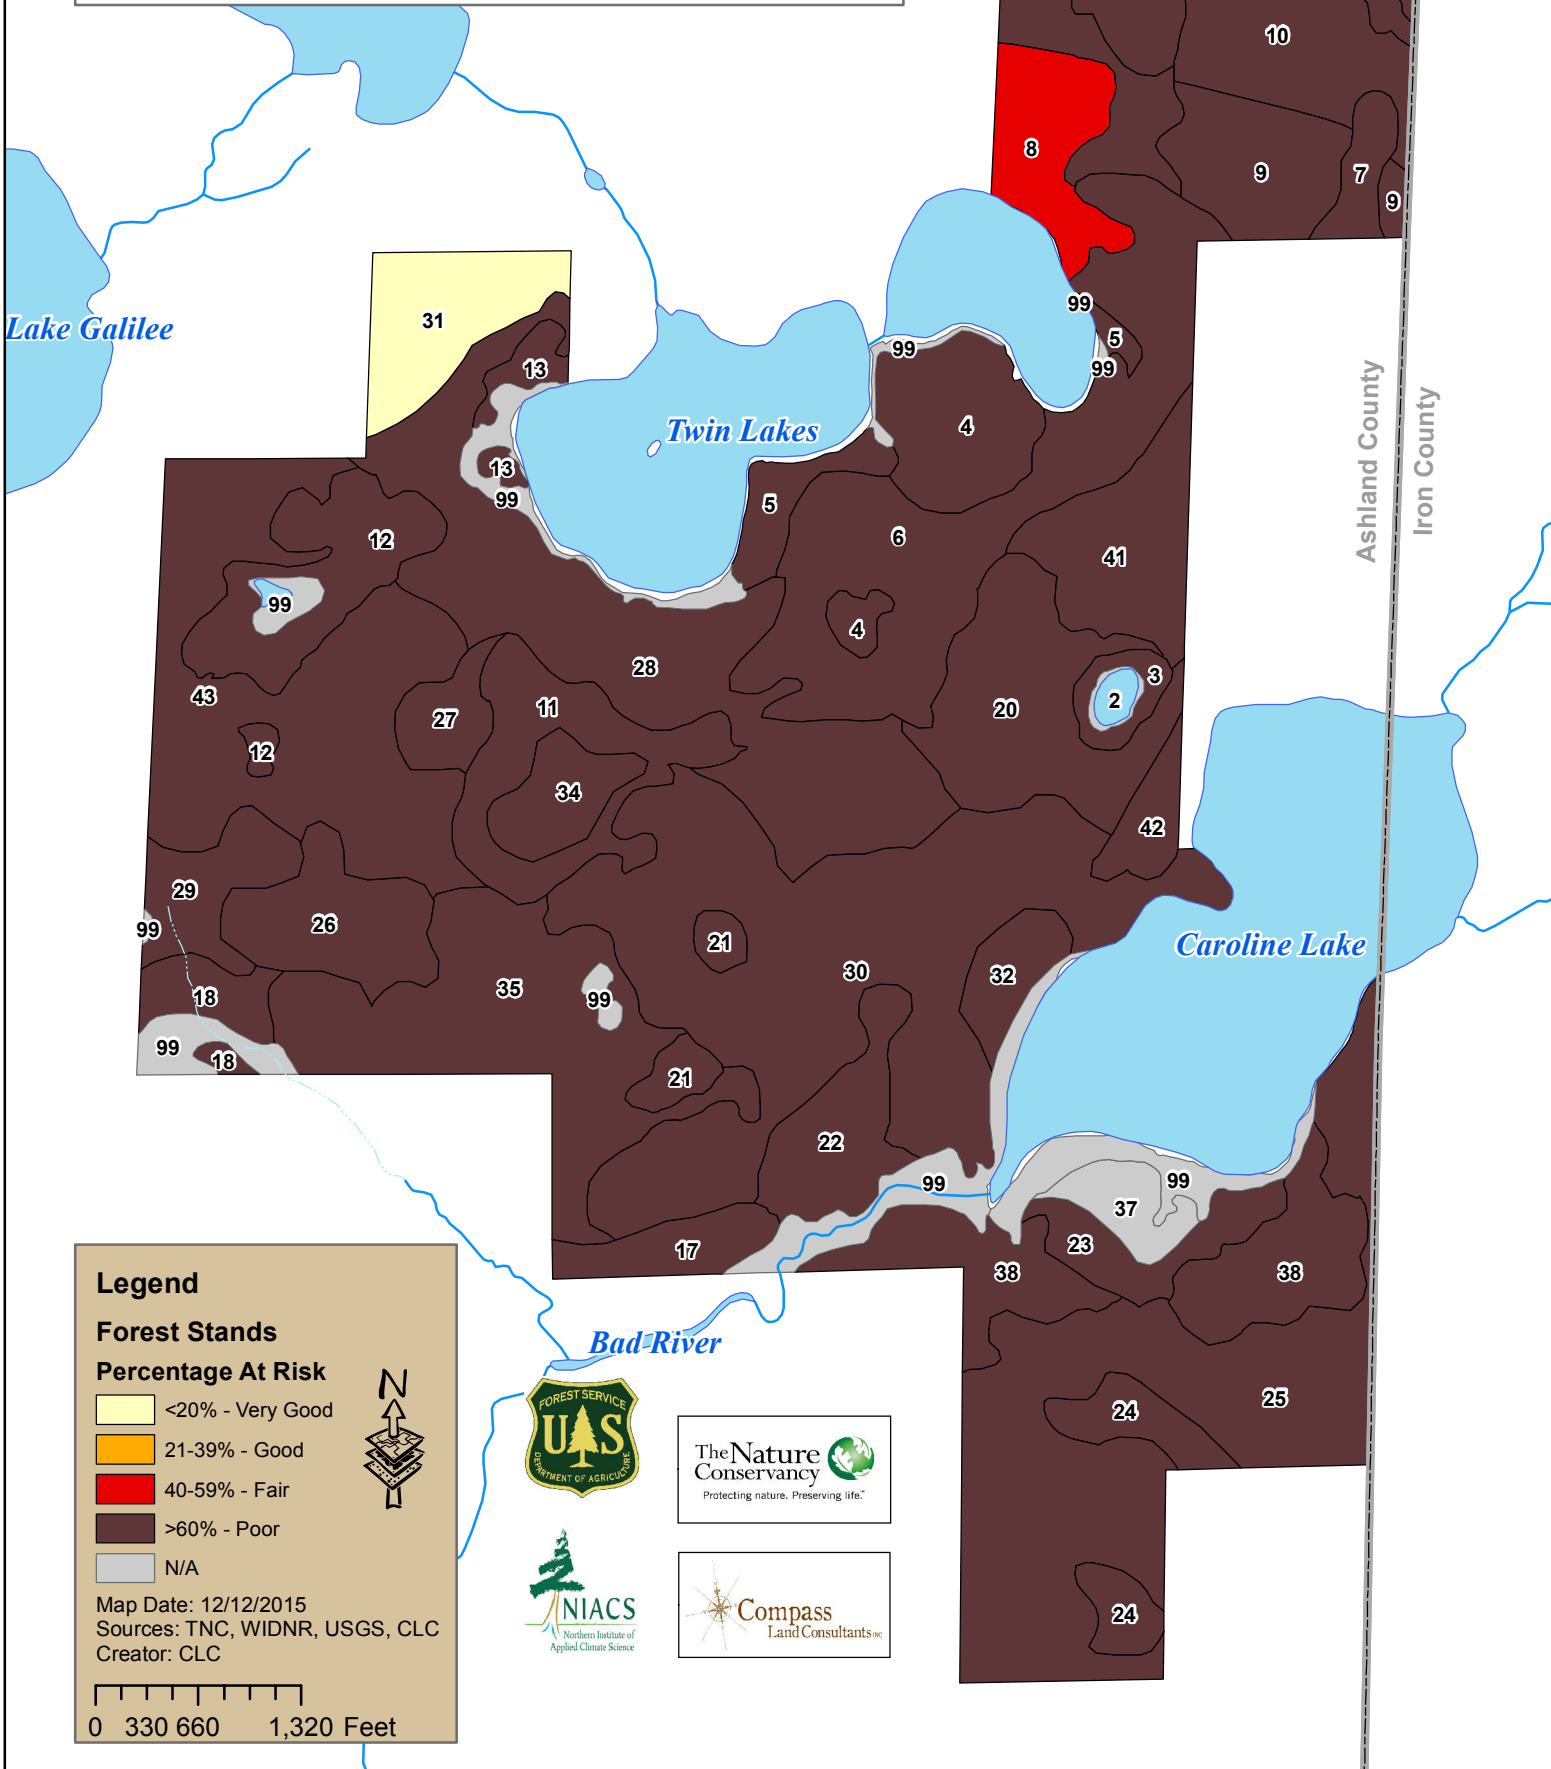 10
8
9
7
9
99
31
Lake Galilee
5
99
99
13
4
Twin Lakes
Ashland County
Iron County
13
99
5
6
12
41
99
4
28
3
43
2
27
11
20
12
34
42
29
26
99
21
Caroline Lake
30
32
35
18
99
99
18
21
22
99
99
37
17
23
38
38
Bad River
25
24
24
Legend
Forest Stands
Percentage At Risk
N
<20% - Very Good
21-39% - Good
40-59% - Fair
>60% - Poor
N/A
Map Date: 12/12/2015
Sources: TNC, WIDNR, USGS, CLC
Creator: CLC
0 330 660 1,320 Feet
FOREST SERVICE
U S
DEPARTMENT OF AGRICULTURE
The Nature
Conservancy
Protecting nature. Preserving life.™
NIACS
Northern Institute of
Applied Climate Science
Compass
Land Consultants INC